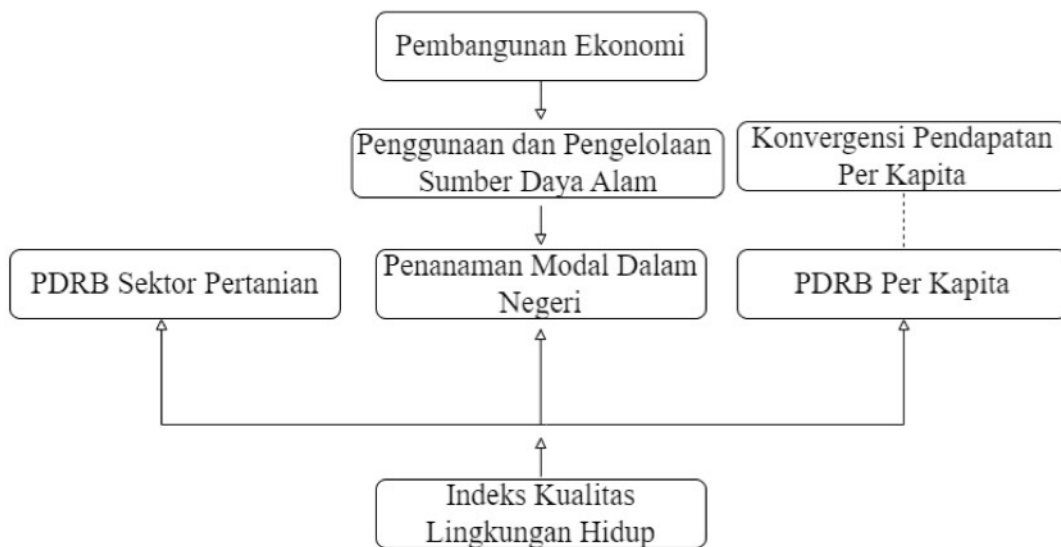 Pembangunan Ekonomi
Penggunaan dan Pengelolaan
Sumber Daya Alam
Konvergensi Pendapatan
Per Kapita
PDRB Sektor Pertanian
Penanaman Modal Dalam
Negeri
PDRB Per Kapita
Indeks Kualitas
Lingkungan Hidup